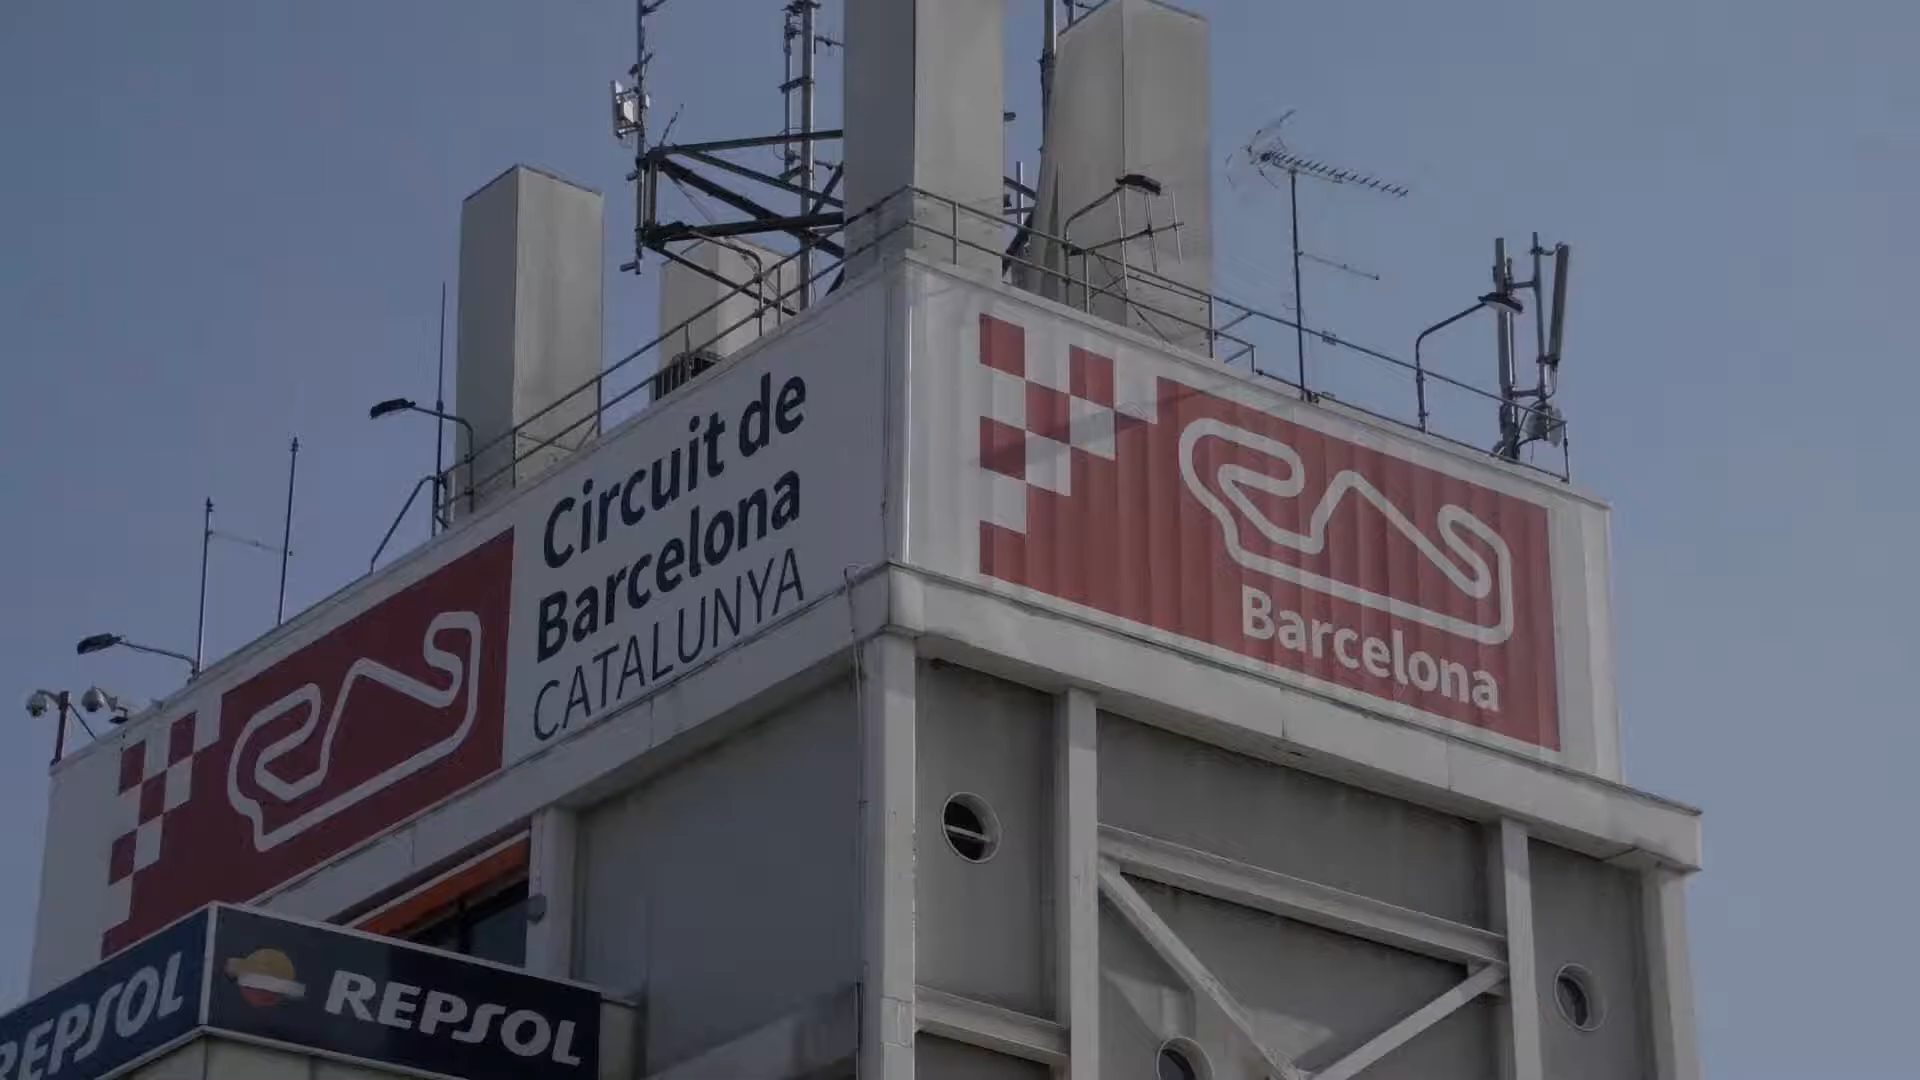 Circuit de
Barcelona
CATALUNYA
Barcelona
REPSOL
REPSOL